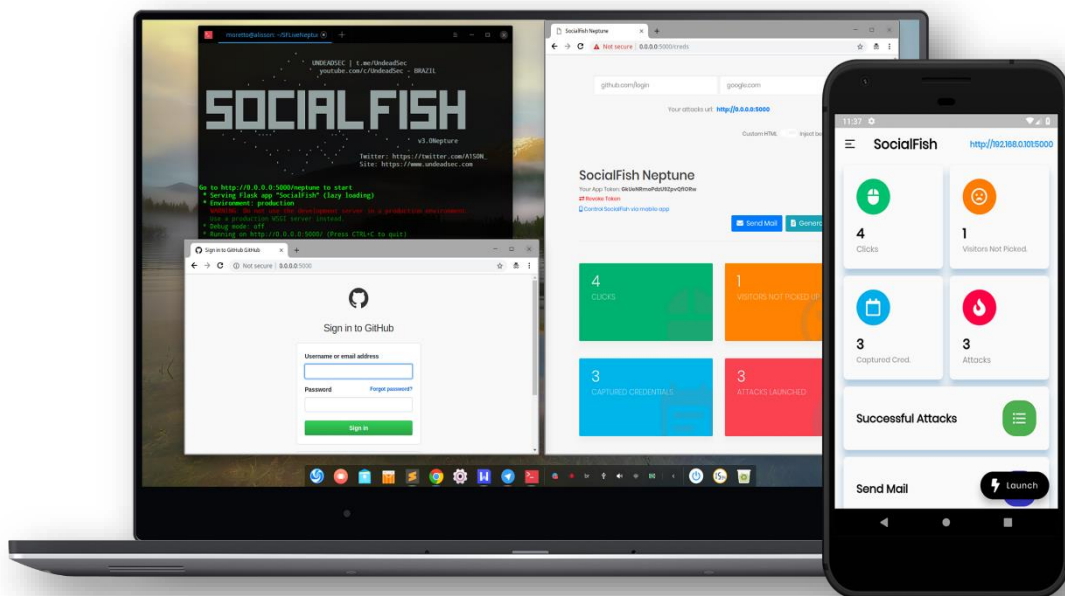 moretto@alisson: ~/SFLiveNeptu
UNDEADSEC | t.me/UndeadSec
youtube.com/c/UndeadSec - BRAZIL
SOCIALFISH
v3.0Nepture
Twitter: https://twitter.com/A1S0N_
Site: https://www.undeadsec.com
Go to http://0.0.0.0:5000/neptune to start
* Serving Flask app "SocialFish" (lazy loading)
* Environment: production
WARNING: Do not use the development server in a production environment.
Use a production WSGI server instead.
* Debug mode: off
* Running on http://0.0.0.0:5000/ (Press CTRL+C to quit)
Sign in to GitHub·GitHub
Not secure | 0.0.0.0:5000
Sign in to GitHub
Username or email address
Password Forgot password?
Sign in
SocialFish Neptune
Not secure | 0.0.0.0:5000/creds
github.com/login google.com
Your attacks url: http://0.0.0.0:5000
Custom HTML
SocialFish Neptune
Your App Token:
Revoke Token
Control SocialFish via mobile app
Send Mail
4
CLICKS
1
VISITORS NOT PICKED UP
3
CAPTURED CREDENTIALS
3
ATTACKS LAUNCHED
11:37
SocialFish http://192.168.0.101:5000
4
Clicks
1
Visitors Not Picked.
3
Captured Cred.
3
Attacks
Successful Attacks
Send Mail
Launch